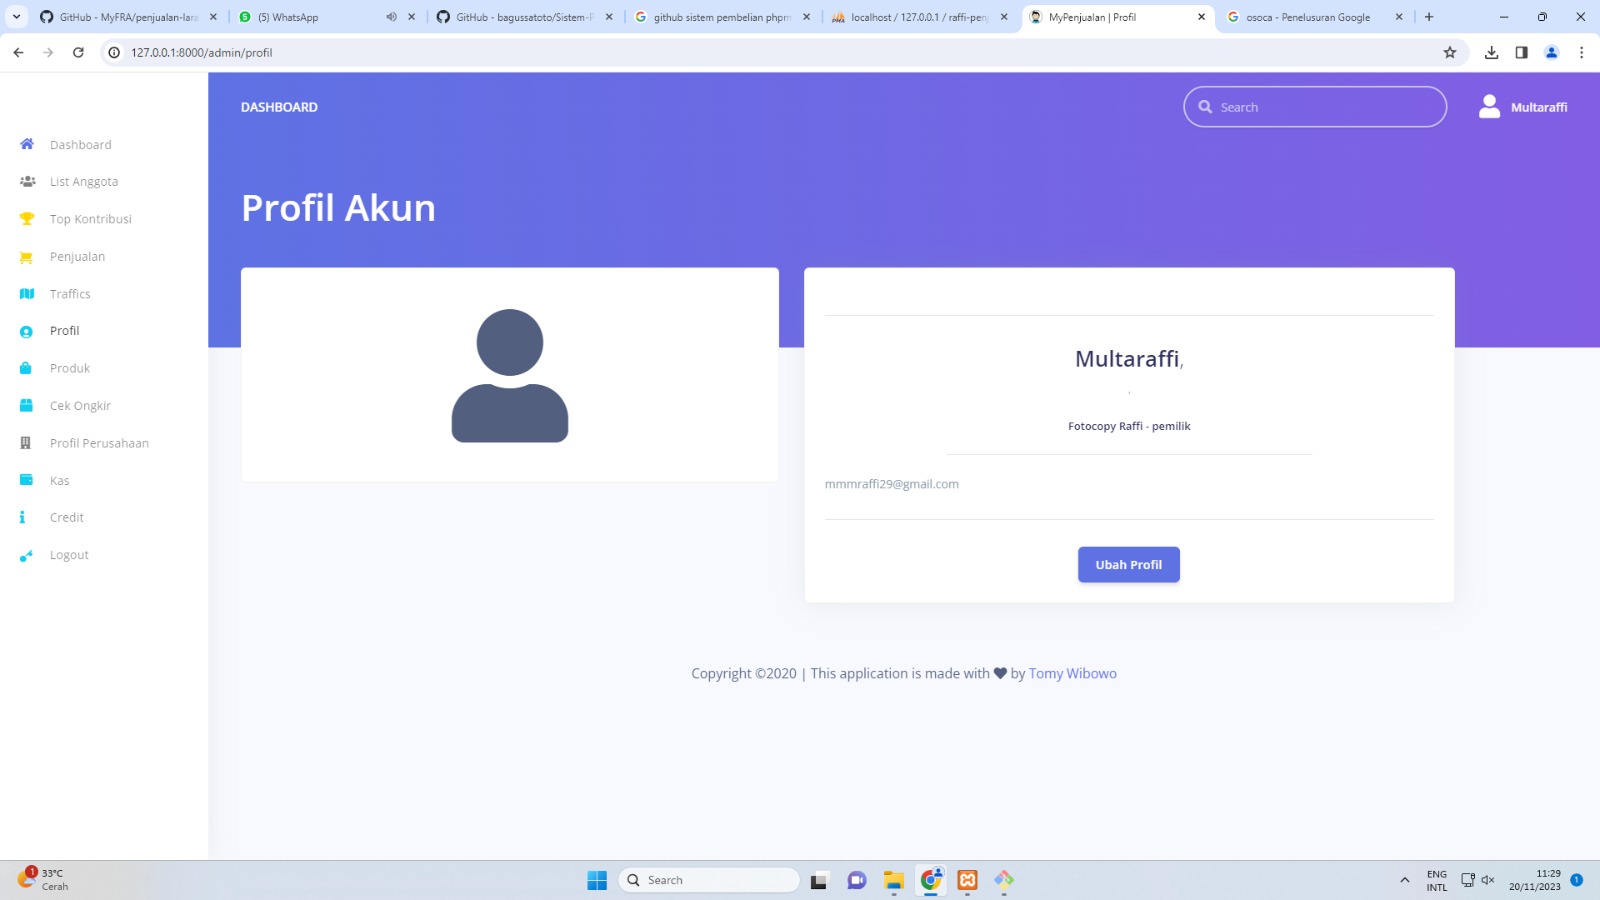 GitHub - MyFRA/penjualan-lara
(5) WhatsApp
GitHub - bagussatoto/Sistem-P
github sistem pembelian phpm
localhost / 127.0.0.1 / raffi-penj
MyPenjualan | Profil
osoca - Penelusuran Google
127.0.0.1:8000/admin/profil
DASHBOARD
Search
Multaraffi
Dashboard
List Anggota
Top Kontribusi
Penjualan
Traffics
Profil
Produk
Cek Ongkir
Profil Perusahaan
Kas
Credit
Logout
Profil Akun
Multaraffi,
,
Fotocopy Raffi - pemilik
mmmraffi29@gmail.com
Ubah Profil
Copyright ©2020 | This application is made with ♥ by Tomy Wibowo
1
33°C
Cerah
Search
ENG
INTL
11:29
20/11/2023
1